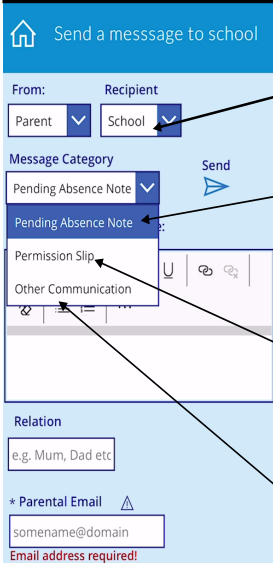 Send a messsage to school
From: Recipient
Parent School
Message Category
Send
Pending Absence Note
Pending Absence Note
Permission Slip
Other Communication
Relation
e.g. Mum, Dad etc
* Parental Email
somename@domain
Email address required!